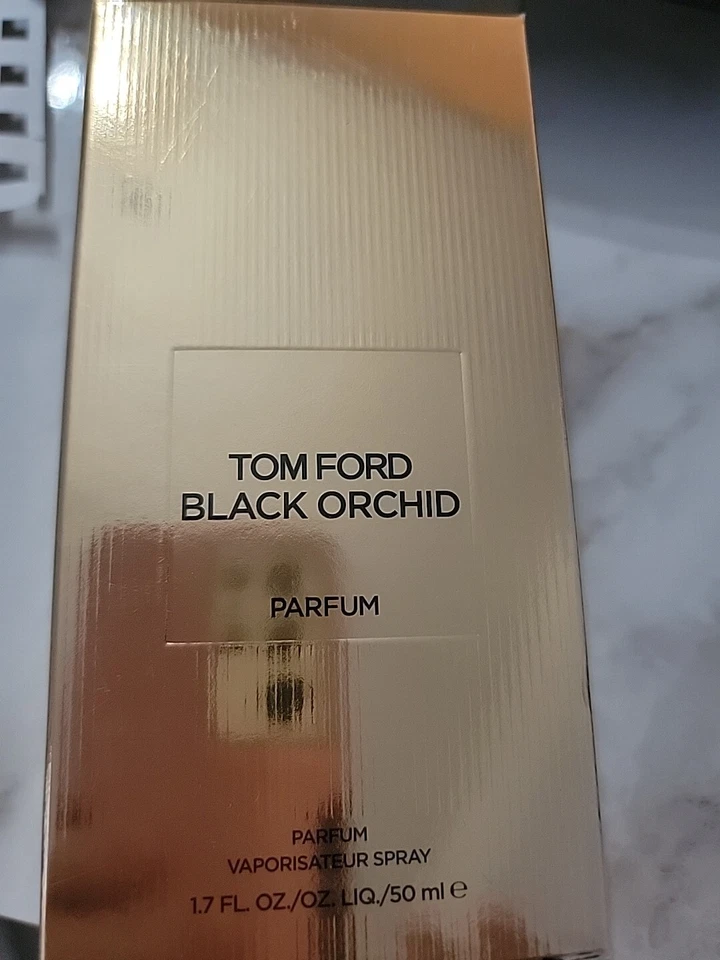 TOM FORD
BLACK ORCHID
PARFUM
PARFUM
VAPORISATEUR SPRAY
1.7 FL. OZ./OZ. LIQ./50 ml ℮